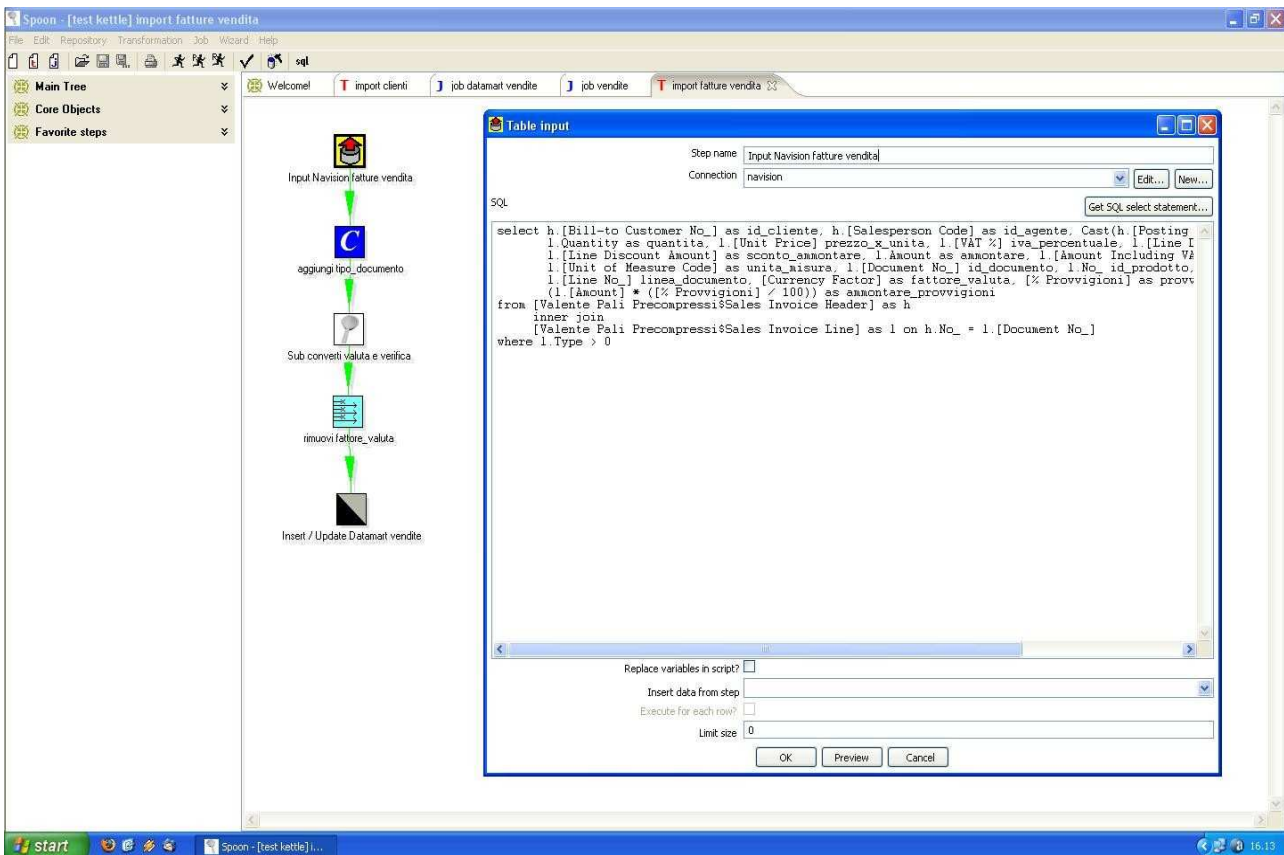 Spoon - [test kettle] import fatture vendita
File Edit Repository Transformation Job Wizard Help
sql
Main Tree
Core Objects
Favorite steps
Welcome! import clienti job datamart vendite job vendite import fatture vendita
Input Navision fatture vendita
aggiungi tipo_documento
Sub converti valuta e verifica
rimuovi fattore_valuta
Insert / Update Datamart vendite
Table input
Step name Input Navision fatture vendita
Connection navision Edit... New...
SQL Get SQL select statement...
select h.[Bill-to Customer No_] as id_cliente, h.[Salesperson Code] as id_agente, Cast(h.[Posting
l.Quantity as quantita, l.[Unit Price] prezzo_x_unita, l.[VAT %] iva_percentuale, l.[Line
l.[Line Discount Amount] as sconto_ammontare, l.Amount as ammontare, l.[Amount Including VA
l.[Unit of Measure Code] as unita_misura, l.[Document No_] id_documento, l.No_ id_prodotto,
l.[Line No_] linea_documento, [Currency Factor] as fattore_valuta, [% Provvigioni] as provv
(l.[Amount] * ([% Provvigioni] / 100)) as ammontare_provvigioni
from [Valente Pali Precompressi$Sales Invoice Header] as h
inner join
[Valente Pali Precompressi$Sales Invoice Line] as l on h.No_ = l.[Document No_]
where l.Type > 0
Replace variables in script?
Insert data from step
Execute for each row?
Limit size 0
OK Preview Cancel
start Spoon - [test kettle] i... 16.13